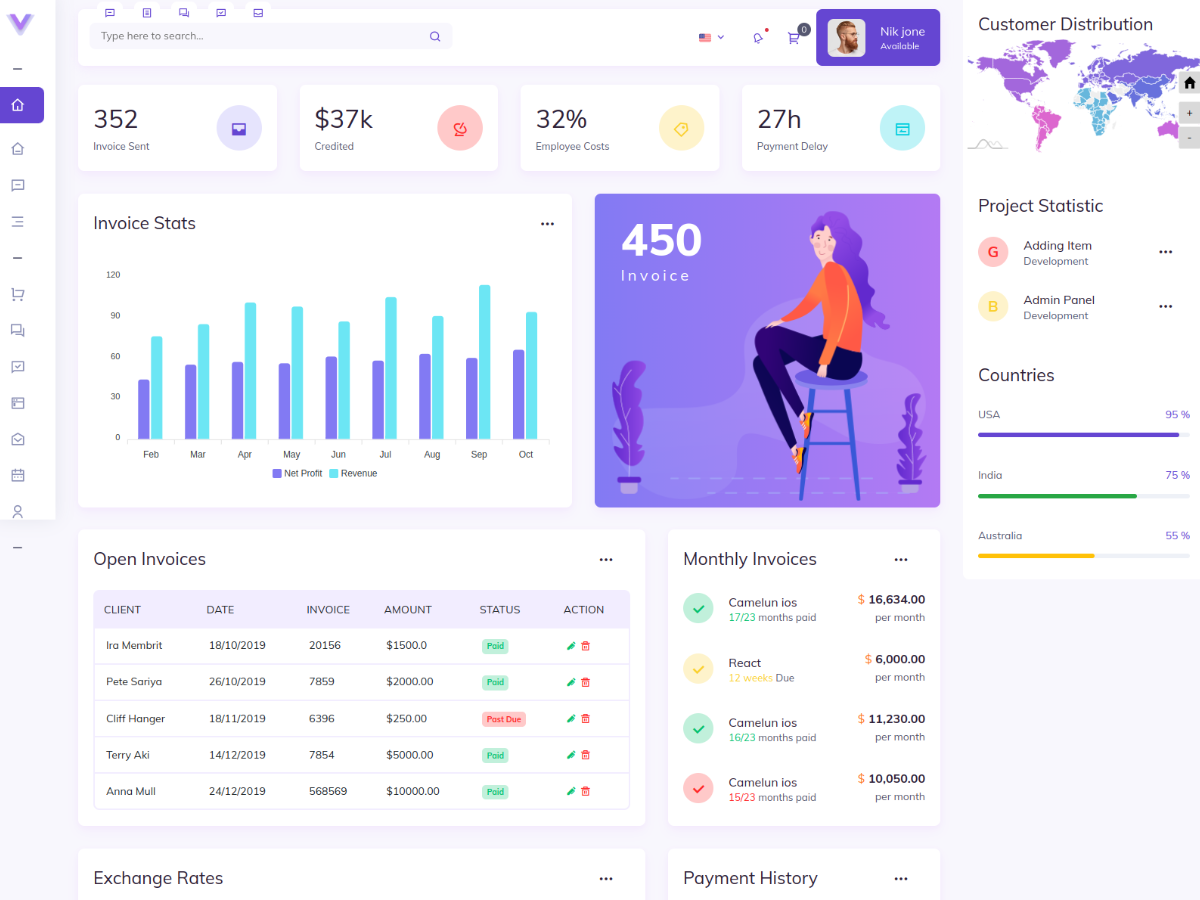 Type here to search...
0
Nik jone
Available
352
Invoice Sent
$37k
Credited
32%
Employee Costs
27h
Payment Delay
Invoice Stats
120
90
60
30
0
Feb Mar Apr May Jun Jul Aug Sep Oct
Net Profit Revenue
450
Invoice
Customer Distribution
+
-
Project Statistic
G
Adding Item
Development
B
Admin Panel
Development
Countries
USA 95 %
India 75 %
Australia 55 %
Open Invoices
CLIENT DATE INVOICE AMOUNT STATUS ACTION
Ira Membrit 18/10/2019 20156 $1500.0 Paid
Pete Sariya 26/10/2019 7859 $2000.00 Paid
Cliff Hanger 18/11/2019 6396 $250.00 Past Due
Terry Aki 14/12/2019 7854 $5000.00 Paid
Anna Mull 24/12/2019 568569 $10000.00 Paid
Monthly Invoices
Camelun ios $ 16,634.00
17/23 months paid per month
React $ 6,000.00
12 weeks Due per month
Camelun ios $ 11,230.00
16/23 months paid per month
Camelun ios $ 10,050.00
15/23 months paid per month
Exchange Rates
Payment History